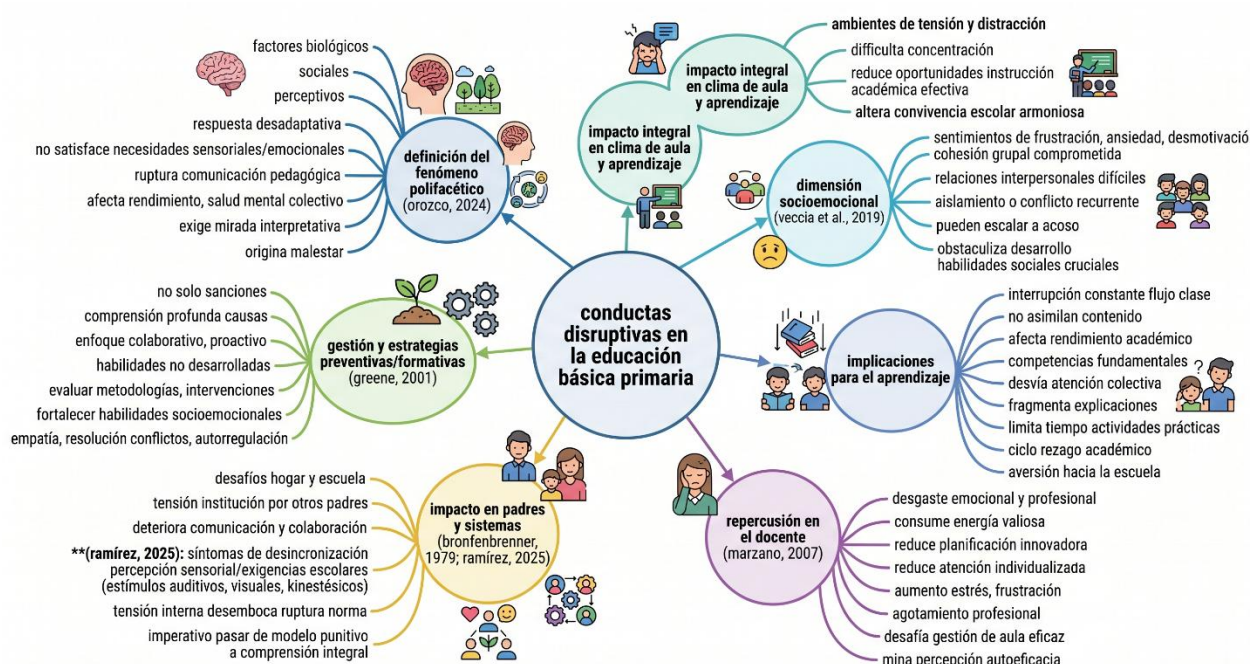 factores biológicos
sociales
perceptivos
respuesta desadaptativa
no satisface necesidades sensoriales/emocionales
ruptura comunicación pedagógica
afecta rendimiento, salud mental colectivo
exige mirada interpretativa
origina malestar
definición del
fenómeno
polifacético
(orozco, 2024)
impacto integral
en clima de aula
y aprendizaje
impacto integral
en clima de aula
y aprendizaje
ambientes de tensión y distracción
difficulta concentración
reduce oportunidades instrucción
académica efectiva
altera convivencia escolar armoniosa
dimensión
socioemocional
(veccia et al., 2019)
sentimientos de frustración, ansiedad, desmotivació
cohesión grupal comprometida
relaciones interpersonales difíciles
aislamiento o conflicto recurrente
pueden escalar a acoso
obstaculiza desarrollo
habilidades sociales cruciales
conductas
disruptivas en
la educación
básica primaria
no solo sanciones
comprensión profunda causas
enfoque colaborativo, proactivo
habilidades no desarrolladas
evaluar metodologías, intervenciones
fortalecer habilidades socioemocionales
empatía, resolución conflictos, autorregulación
gestión y estrategias
preventivas/formativas
(greene, 2001)
implicaciones
para el aprendizaje
interrupción constante flujo clase
no asimilan contenido
afecta rendimiento académico
competencias fundamentales
desvía atención colectiva
fragmenta explicaciones
limita tiempo actividades prácticas
ciclo rezago académico
aversión hacia la escuela
?
desafíos hogar y escuela
tensión institución por otros padres
deteriora comunicación y colaboración
**(ramírez, 2025): síntomas de desincronización
percepción sensorial/exigencias escolares
(estímulos auditivos, visuales, kinestésicos)
tensión interna desemboca ruptura norma
imperativo pasar de modelo punitivo
a comprensión integral
impacto en padres
y sistemas
(bronfenbrenner,
1979; ramírez, 2025)
repercusión en
el docente
(marzano, 2007)
desgaste emocional y profesional
consume energía valiosa
reduce planificación innovadora
reduce atención individualizada
aumento estrés, frustración
agotamiento profesional
desafía gestión de aula eficaz
mina percepción autoeficacia